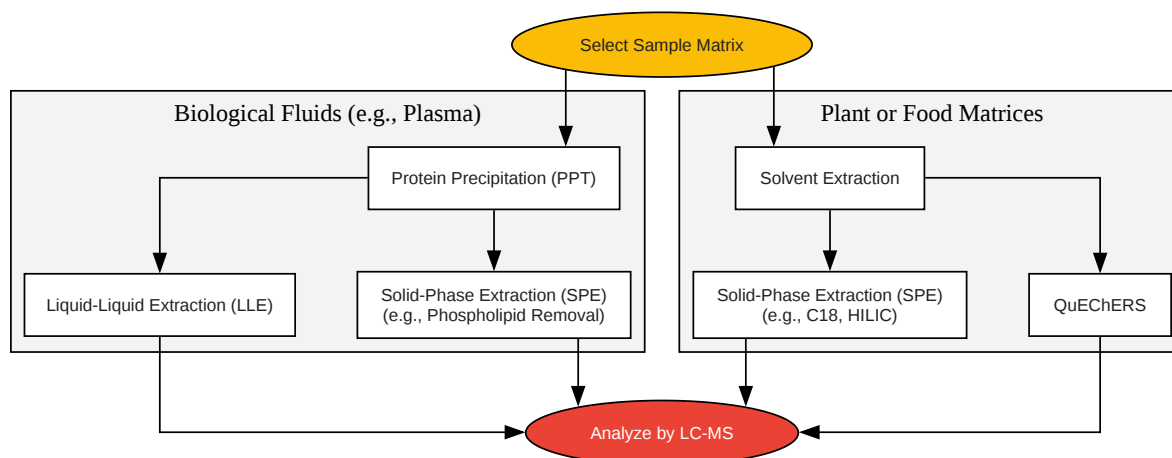 Select Sample Matrix
Biological Fluids (e.g., Plasma)
Plant or Food Matrices
Protein Precipitation (PPT)
Solvent Extraction
Liquid-Liquid Extraction (LLE)
Solid-Phase Extraction (SPE)
(e.g., Phospholipid Removal)
Solid-Phase Extraction (SPE)
(e.g., C18, HILIC)
QuEChERS
Analyze by LC-MS